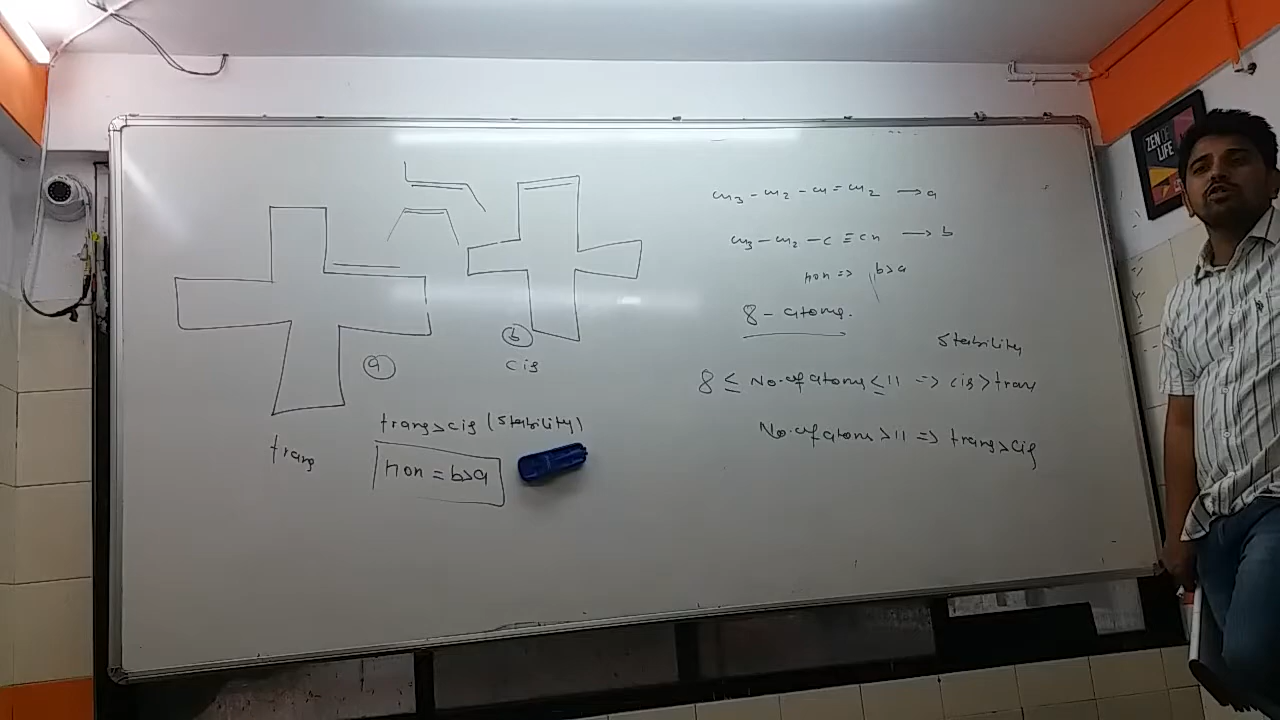 CH3 - CH2 - CH = CH2 → a
CH3 - CH2 - C ≡ CH → b
HOH => b>a
8 - atoms.
Stability
8 ≤ No. of atoms ≤ 11 => cis > trans
No. of atoms > 11 => trans > cis
a
b
cis
trans
trans > cis (Stability)
HOH = b>a
ZEN
LIFE